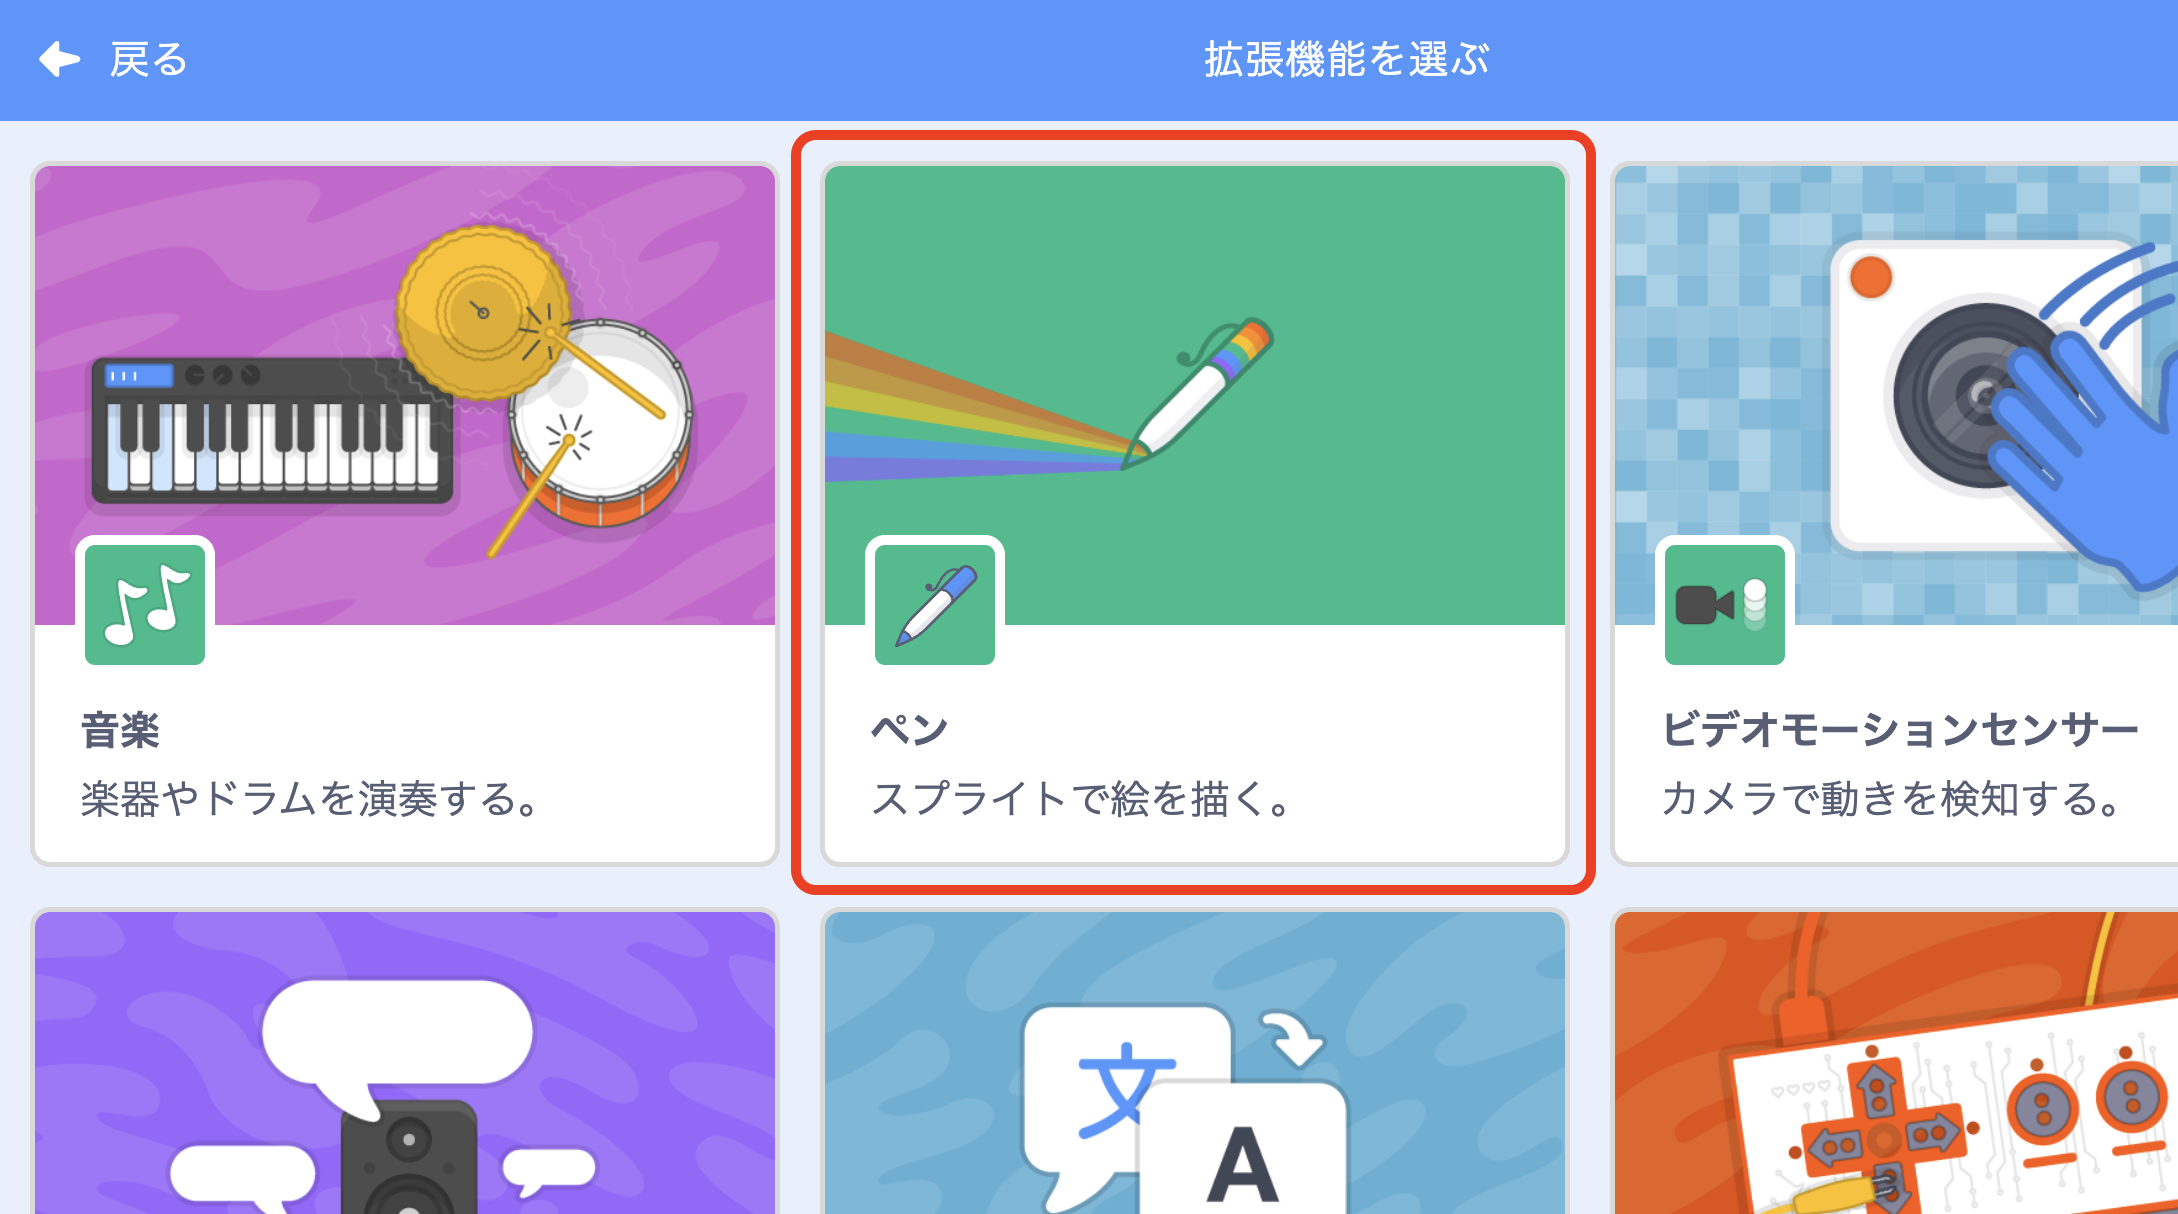 戻る
拡張機能を選ぶ
音楽
楽器やドラムを演奏する。
ペン
スプライトで絵を描く。
ビデオモーションセンサー
カメラで動きを検知する。
文
A